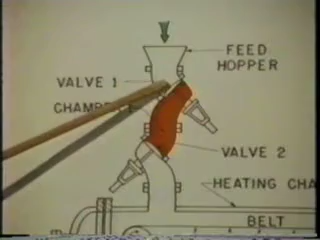 FEED
HOPPER
VALVE 1
VALVE 2
HEATING CHA
BELT